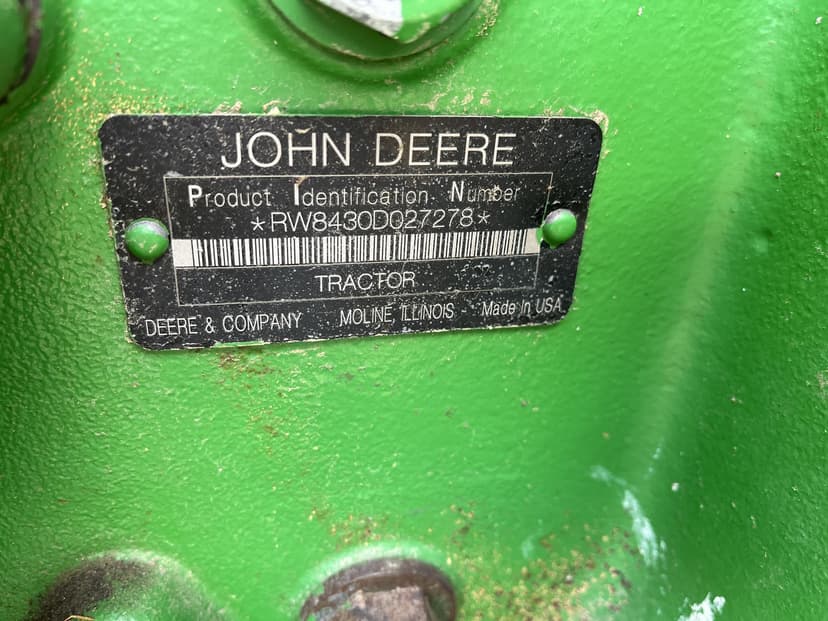 JOHN DEERE
Product Identification Number
*RW8430D027278*
TRACTOR
DEERE & COMPANY MOLINE, ILLINOIS Made in USA